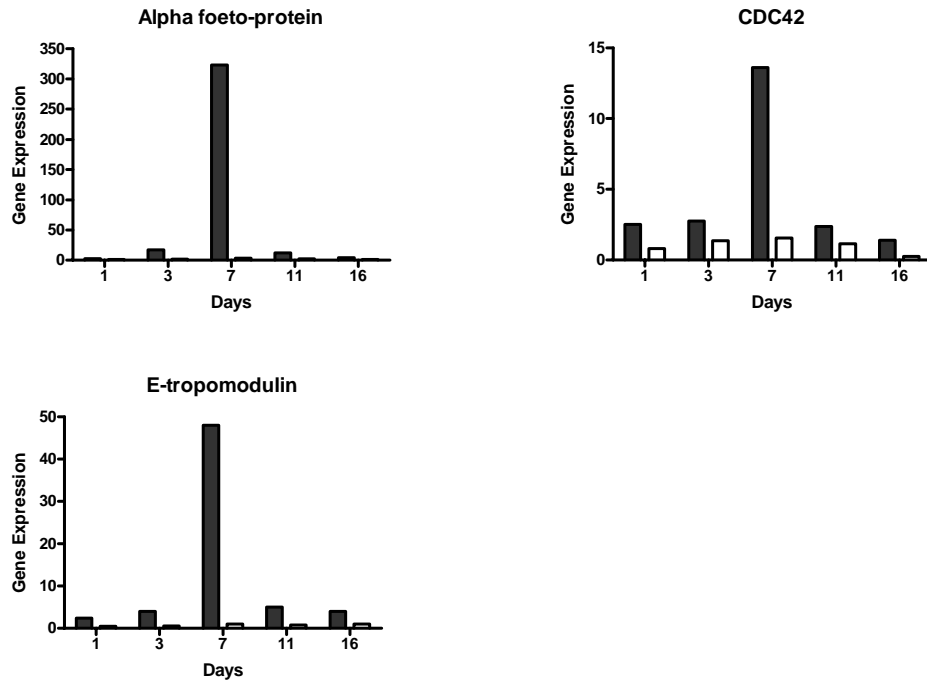 Alpha foeto-protein
350
300
250
200
150
100
50
0
Gene Expression
1 3 7 11 16
Days
CDC42
15
10
5
0
Gene Expression
1 3 7 11 16
Days
E-tropomodulin
50
40
30
20
10
0
Gene Expression
1 3 7 11 16
Days